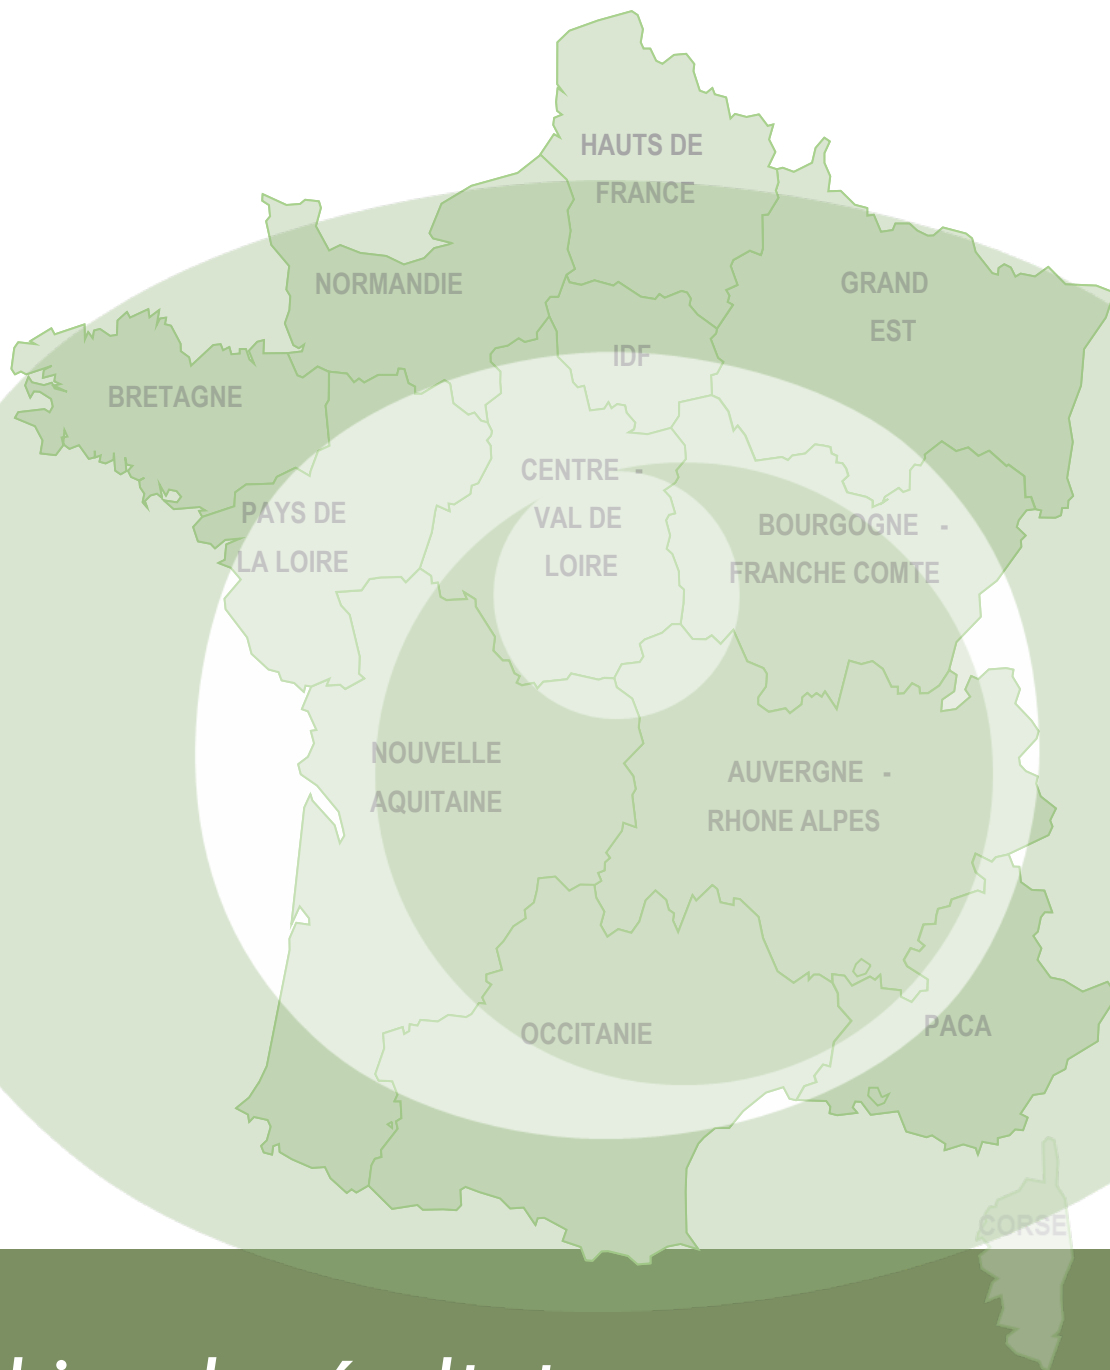 HAUTS DE
FRANCE
NORMANDIE
GRAND
EST
IDF
BRETAGNE
CENTRE -
VAL DE
LOIRE
PAYS DE
LA LOIRE
BOURGOGNE -
FRANCHE COMTE
NOUVELLE
AQUITAINE
AUVERGNE -
RHONE ALPES
OCCITANIE
PACA
CORSE